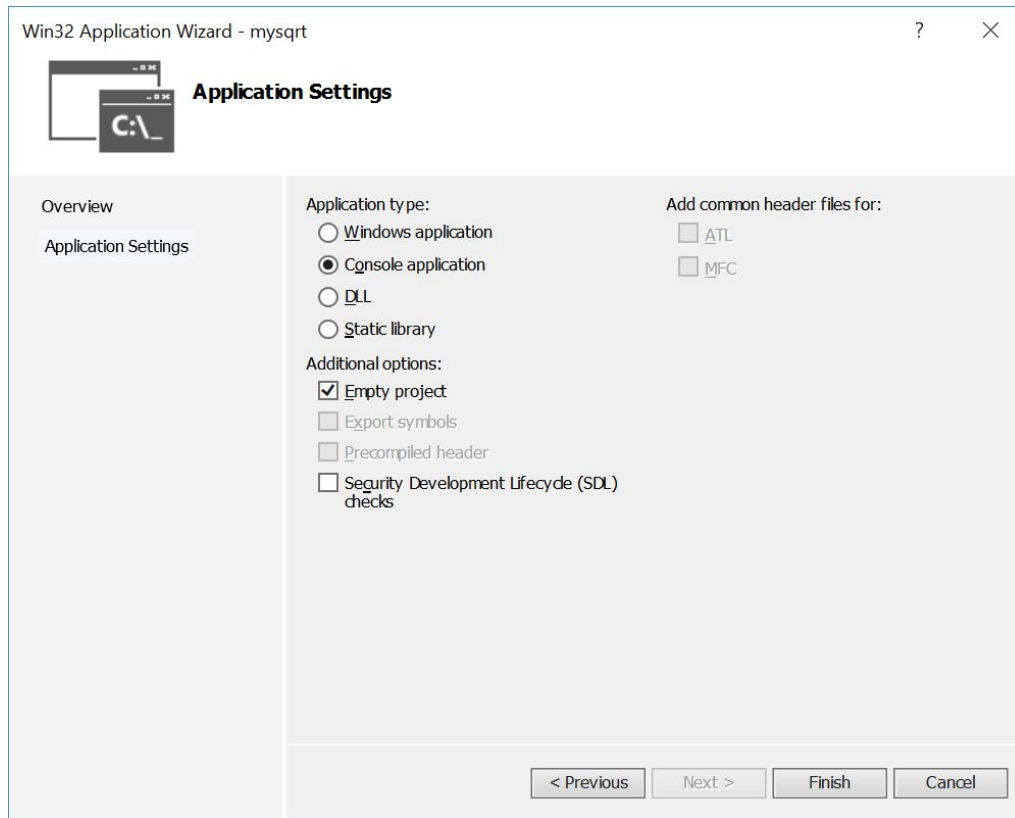 Win32 Application Wizard - mysqrt
?
C:\_
Application Settings
Overview
Application Settings
Application type:
Windows application
Console application
DLL
Static library
Additional options:
Empty project
Export symbols
Precompiled header
Security Development Lifecycle (SDL)
checks
Add common header files for:
ATL
MFC
< Previous
Next >
Finish
Cancel